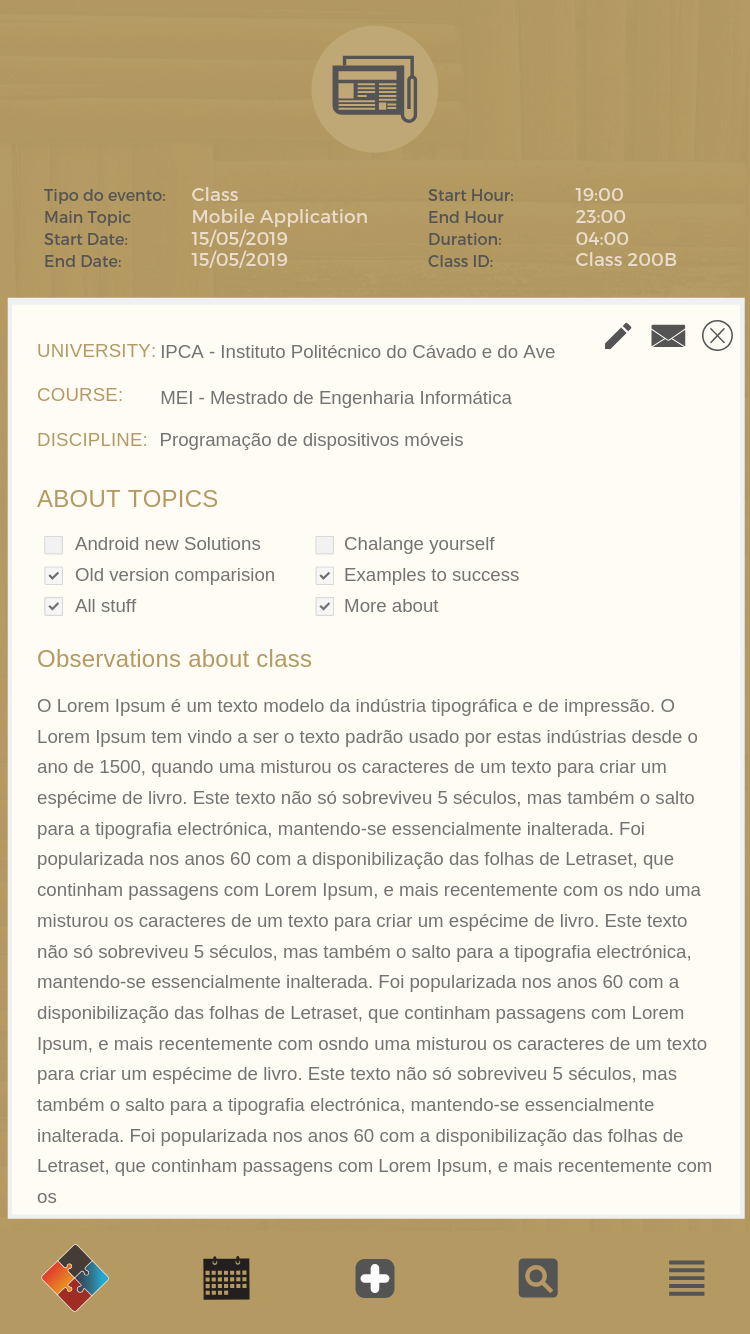 Tipo do evento: Class
Main Topic Mobile Application
Start Date: 15/05/2019
End Date: 15/05/2019
Start Hour: 19:00
End Hour 23:00
Duration: 04:00
Class ID: Class 200B
UNIVERSITY: IPCA - Instituto Politécnico do Cávado e do Ave
COURSE: MEI - Mestrado de Engenharia Informática
DISCIPLINE: Programação de dispositivos móveis
ABOUT TOPICS
Android new Solutions
Old version comparision
All stuff
Chalange yourself
Examples to success
More about
Observations about class
O Lorem Ipsum é um texto modelo da indústria tipográfica e de impressão. O
Lorem Ipsum tem vindo a ser o texto padrão usado por estas indústrias desde o
ano de 1500, quando uma misturou os caracteres de um texto para criar um
espécime de livro. Este texto não só sobreviveu 5 séculos, mas também o salto
para a tipografia electrónica, mantendo-se essencialmente inalterada. Foi
popularizada nos anos 60 com a disponibilização das folhas de Letraset, que
continham passagens com Lorem Ipsum, e mais recentemente com os ndo uma
misturou os caracteres de um texto para criar um espécime de livro. Este texto
não só sobreviveu 5 séculos, mas também o salto para a tipografia electrónica,
mantendo-se essencialmente inalterada. Foi popularizada nos anos 60 com a
disponibilização das folhas de Letraset, que continham passagens com Lorem
Ipsum, e mais recentemente com osndo uma misturou os caracteres de um texto
para criar um espécime de livro. Este texto não só sobreviveu 5 séculos, mas
também o salto para a tipografia electrónica, mantendo-se essencialmente
inalterada. Foi popularizada nos anos 60 com a disponibilização das folhas de
Letraset, que continham passagens com Lorem Ipsum, e mais recentemente com
os